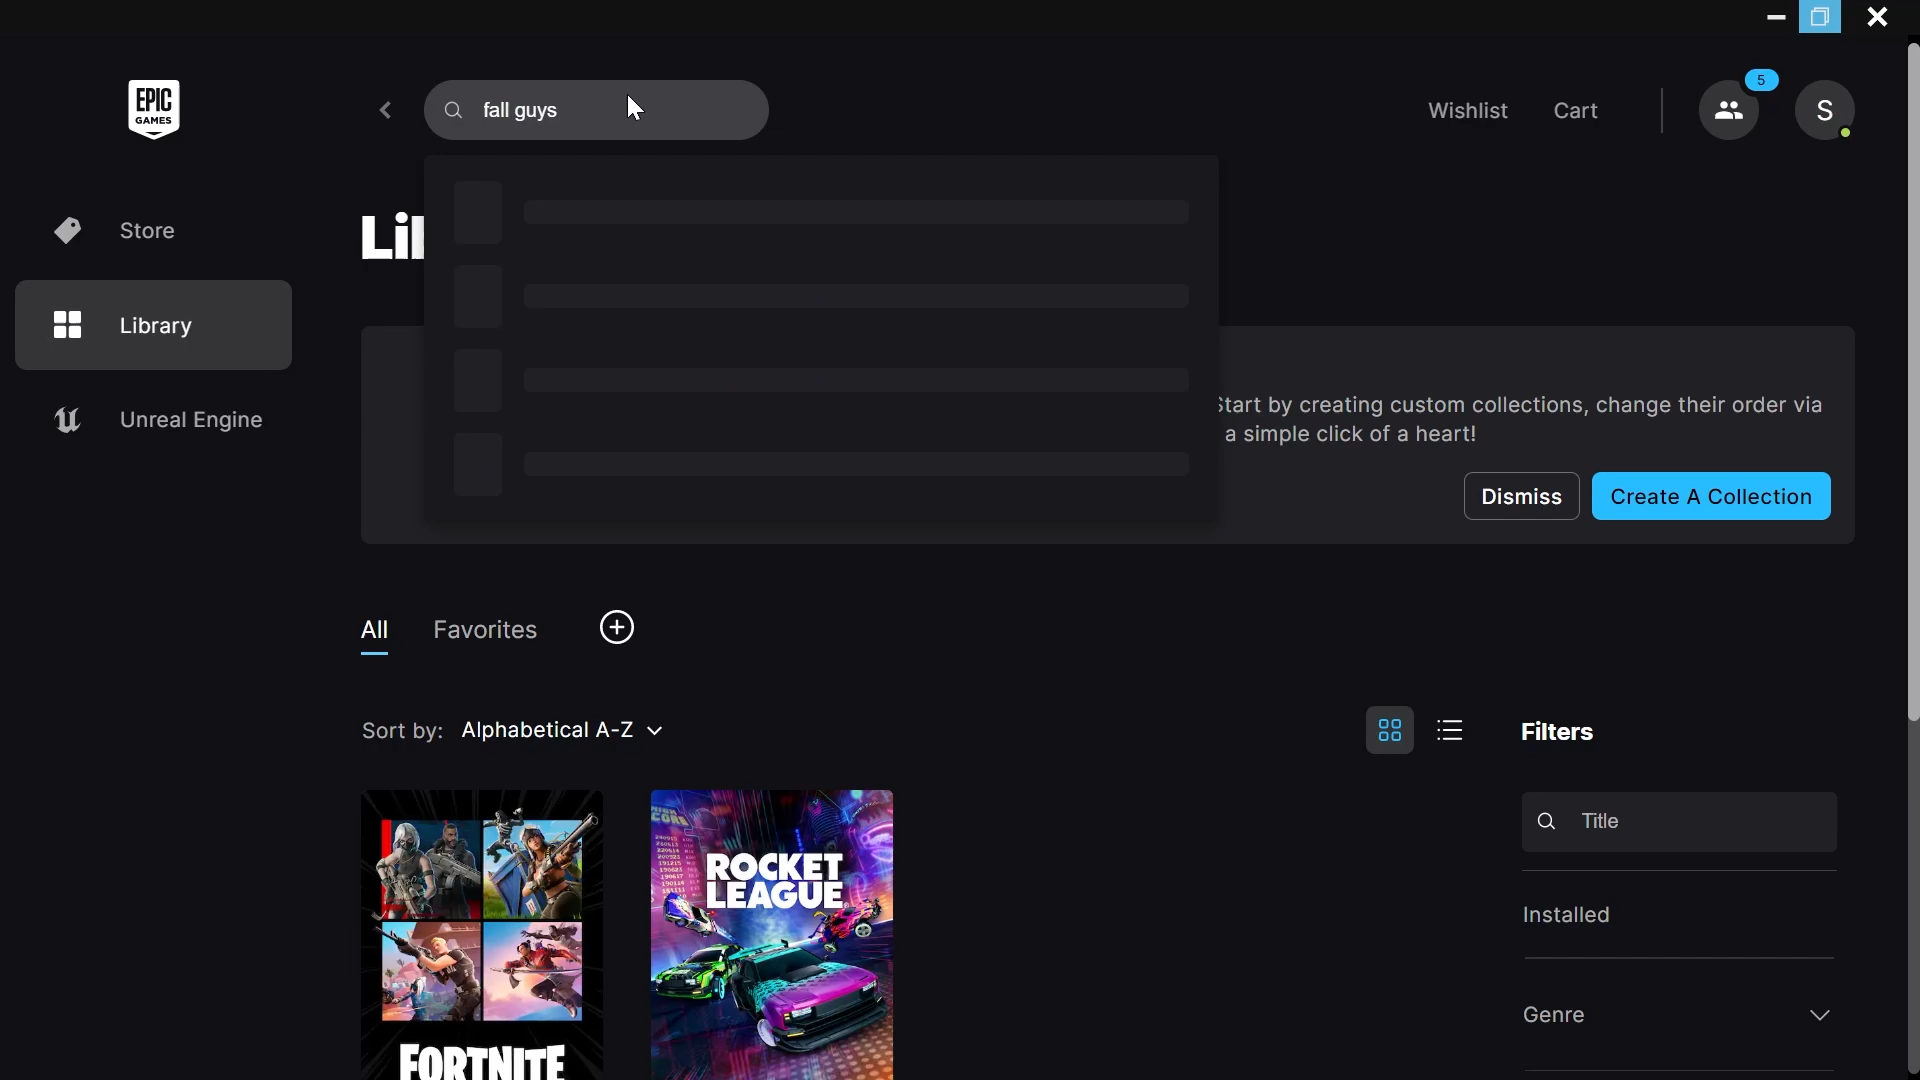 EPIC
GAMES
fall guys
Wishlist
Cart
5
S
Store
Lib
Library
Start by creating custom collections, change their order via
a simple click of a heart!
Unreal Engine
Dismiss
Create A Collection
All
Favorites
Sort by: Alphabetical A-Z
Filters
Title
Installed
Genre
ROCKET
LEAGUE
FORTNITE